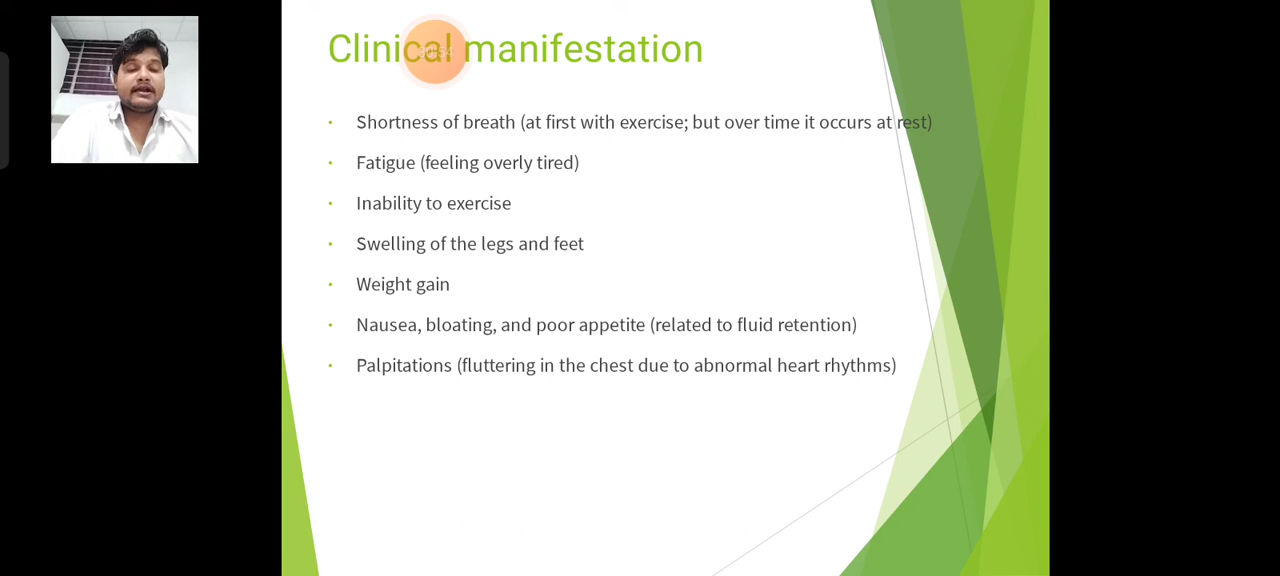 Clinical manifestation
• Shortness of breath (at first with exercise; but over time it occurs at rest)
• Fatigue (feeling overly tired)
• Inability to exercise
• Swelling of the legs and feet
• Weight gain
• Nausea, bloating, and poor appetite (related to fluid retention)
• Palpitations (fluttering in the chest due to abnormal heart rhythms)